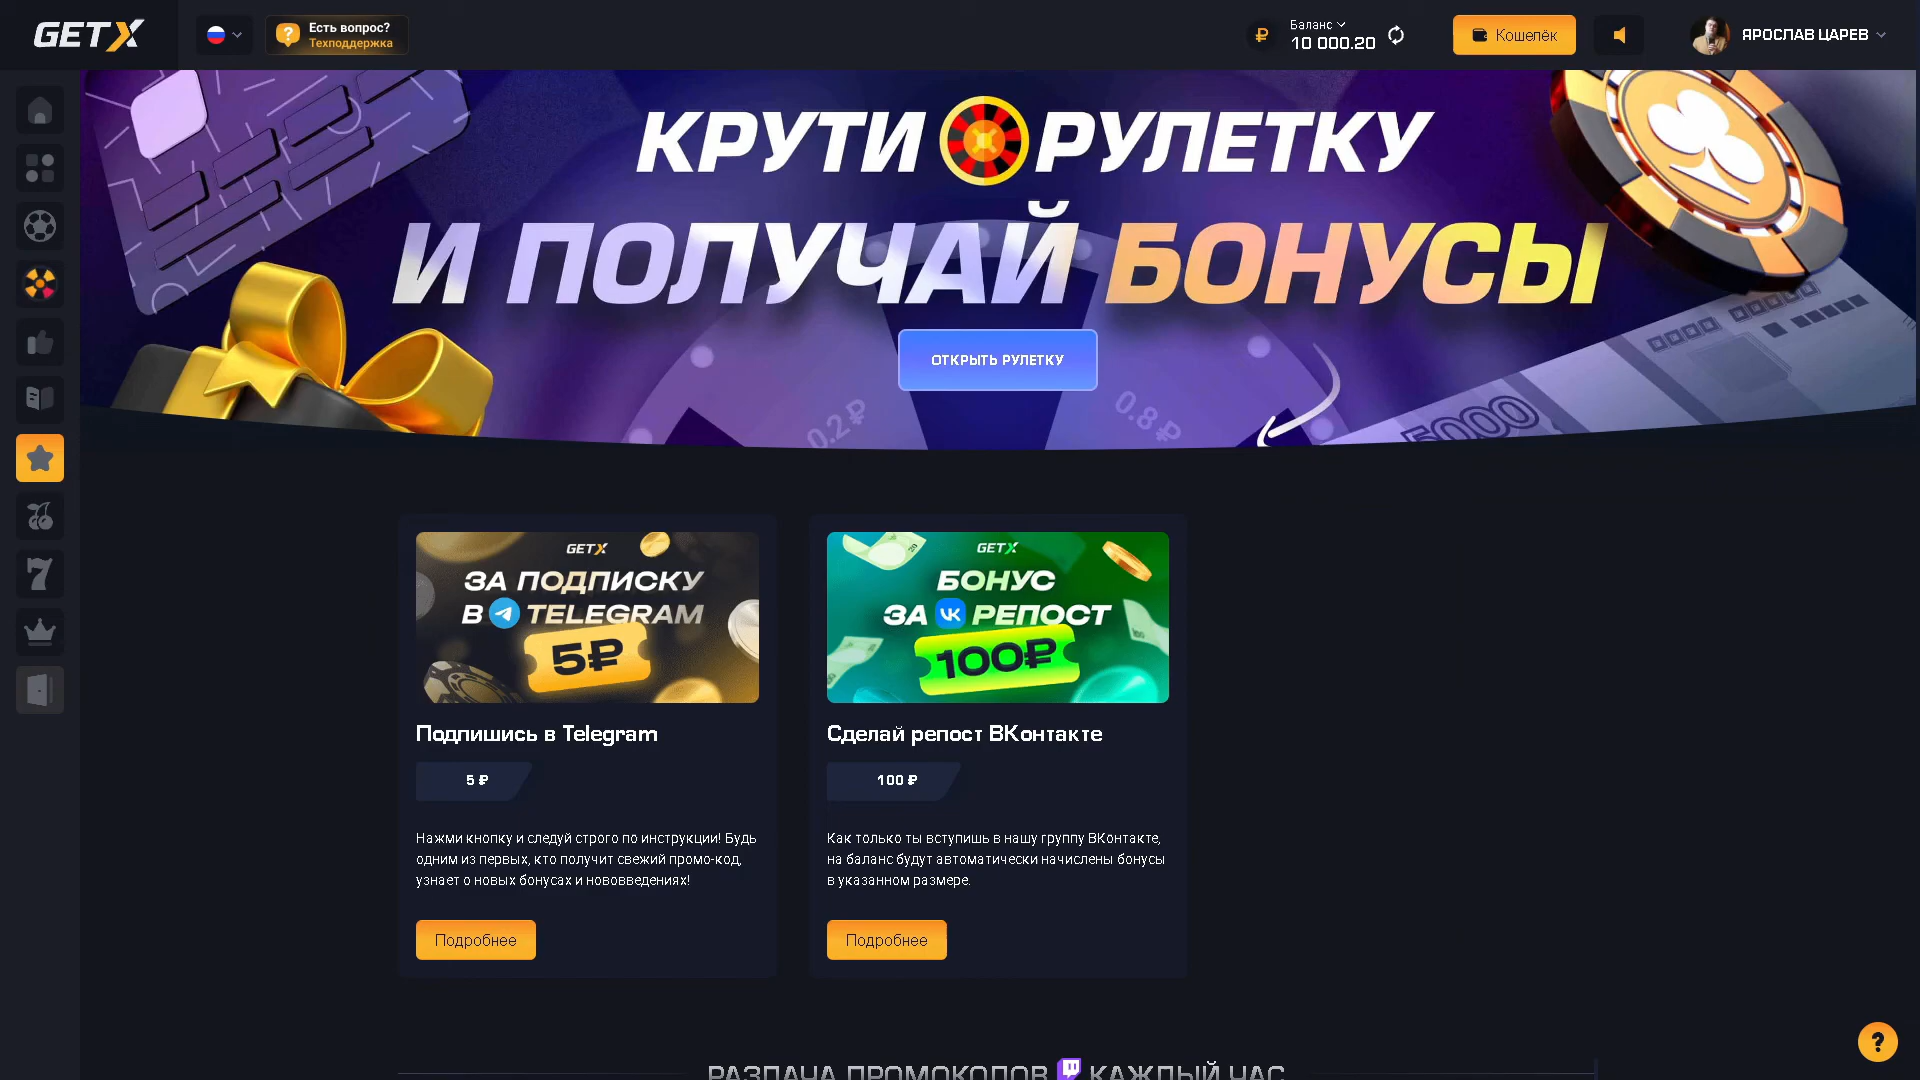 GETX
Есть вопрос?
Техподдержка
Баланс
10 000.20
Кошелёк
ЯРОСЛАВ ЦАРЕВ
КРУТИ РУЛЕТКУ
И ПОЛУЧАЙ БОНУСЫ
ОТКРЫТЬ РУЛЕТКУ
0.2 ₽
0.8 ₽
5000
GETX
ЗА ПОДПИСКУ
В TELEGRAM
5₽
Подпишись в Telegram
5 ₽
Нажми кнопку и следуй строго по инструкции! Будь
одним из первых, кто получит свежий промо-код,
узнает о новых бонусах и нововведениях!
Подробнее
GETX
БОНУС
ЗА РЕПОСТ
100₽
Сделай репост ВКонтакте
100 ₽
Как только ты вступишь в нашу группу ВКонтакте,
на баланс будут автоматически начислены бонусы
в указанном размере.
Подробнее
РАЗДАЧА ПРОМОКОДОВ КАЖДЫЙ ЧАС